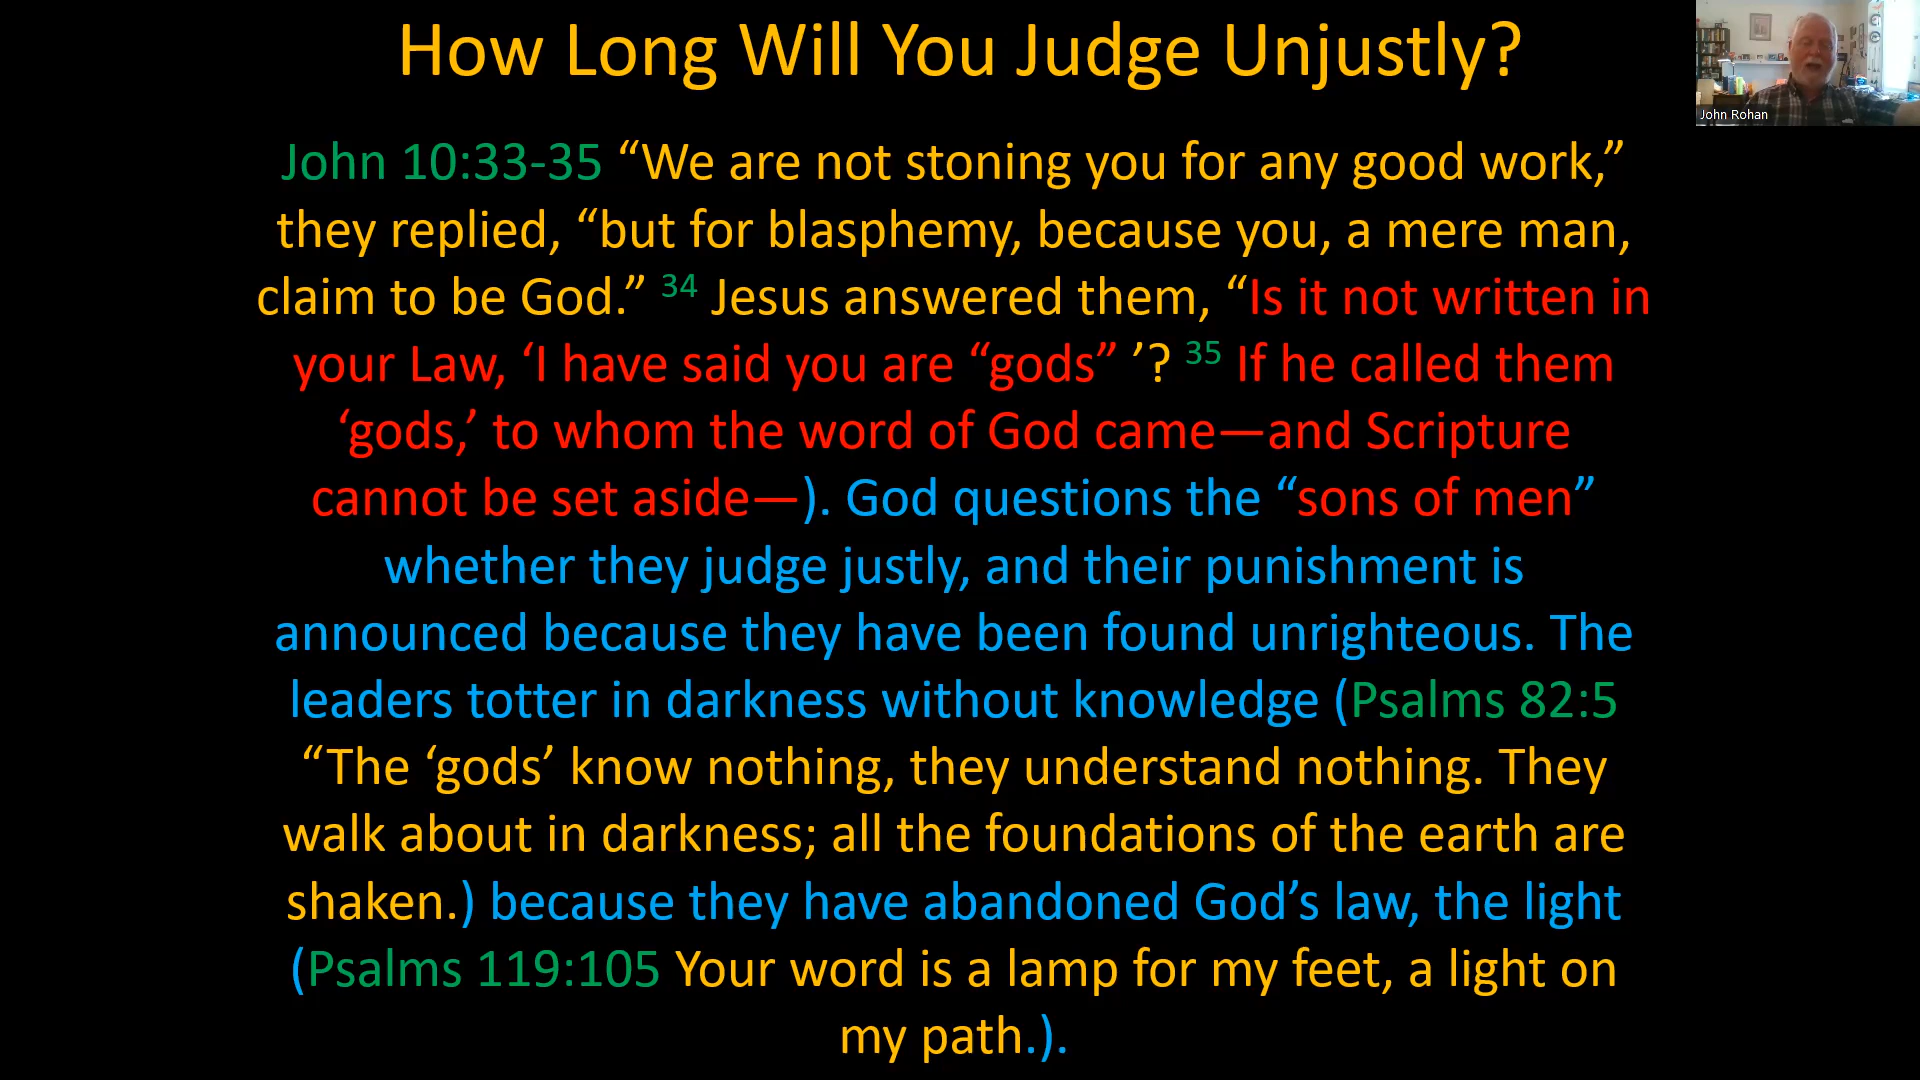 How Long Will You Judge Unjustly?
John Rohan
John 10:33-35 “We are not stoning you for any good work,”
they replied, “but for blasphemy, because you, a mere man,
claim to be God.” 34 Jesus answered them, “Is it not written in
your Law, ‘I have said you are “gods” ’? 35 If he called them
‘gods,’ to whom the word of God came—and Scripture
cannot be set aside—). God questions the “sons of men”
whether they judge justly, and their punishment is
announced because they have been found unrighteous. The
leaders totter in darkness without knowledge (Psalms 82:5
“The ‘gods’ know nothing, they understand nothing. They
walk about in darkness; all the foundations of the earth are
shaken.) because they have abandoned God’s law, the light
(Psalms 119:105 Your word is a lamp for my feet, a light on
my path.).